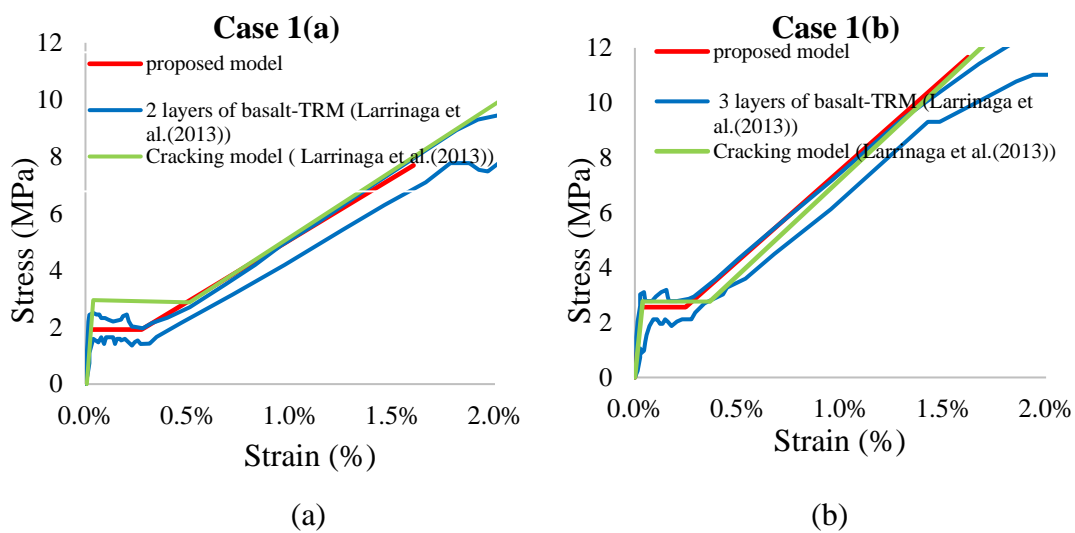 Case 1(a)
12
10
8
6
4
2
0
Stress (MPa)
proposed model
2 layers of basalt-TRM (Larrinaga et
al.(2013))
Cracking model ( Larrinaga et al.(2013))
0.0%
0.5%
1.0%
1.5%
2.0%
Strain (%)
(a)
Case 1(b)
12
10
8
6
4
2
0
Stress (MPa)
proposed model
3 layers of basalt-TRM (Larrinaga et
al.(2013))
Cracking model (Larrinaga et al.(2013))
0.0%
0.5%
1.0%
1.5%
2.0%
Strain (%)
(b)